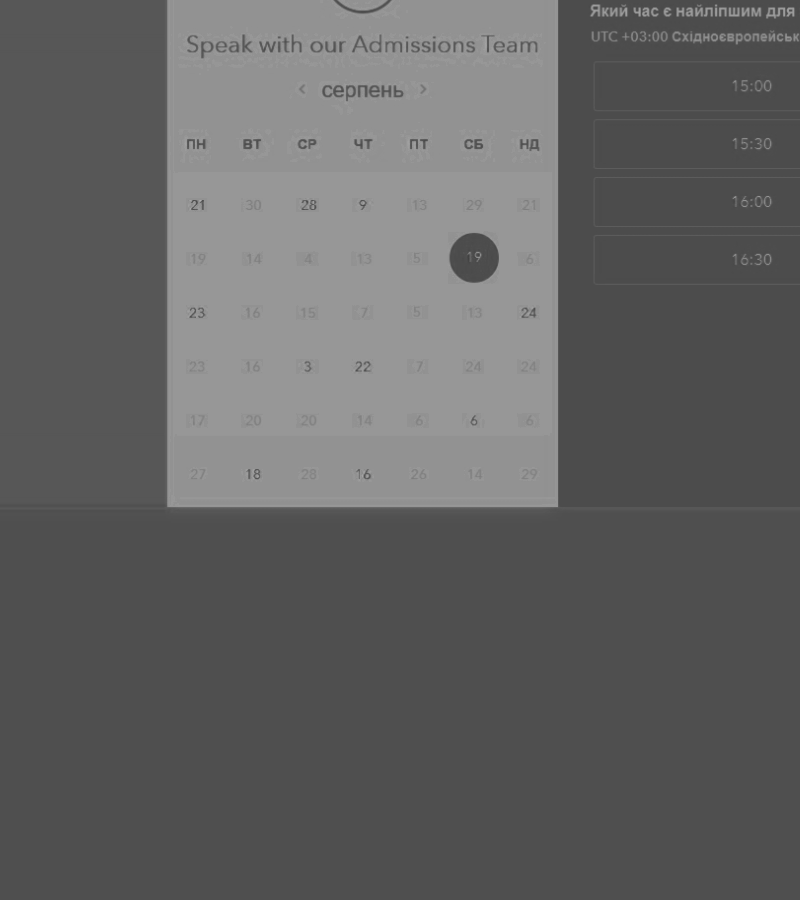 Speak with our Admissions Team
‹ серпень ›
ПН ВТ СР ЧТ ПТ СБ НД
21 30 28 9 13 29 21
19 14 4 13 5 19 6
23 16 15 7 5 13 24
23 16 3 22 7 24 24
17 20 20 14 6 6 6
27 18 28 16 26 14 29
Який час є найліпшим для
UTC +03:00 Східноєвропейськ
15:00
15:30
16:00
16:30